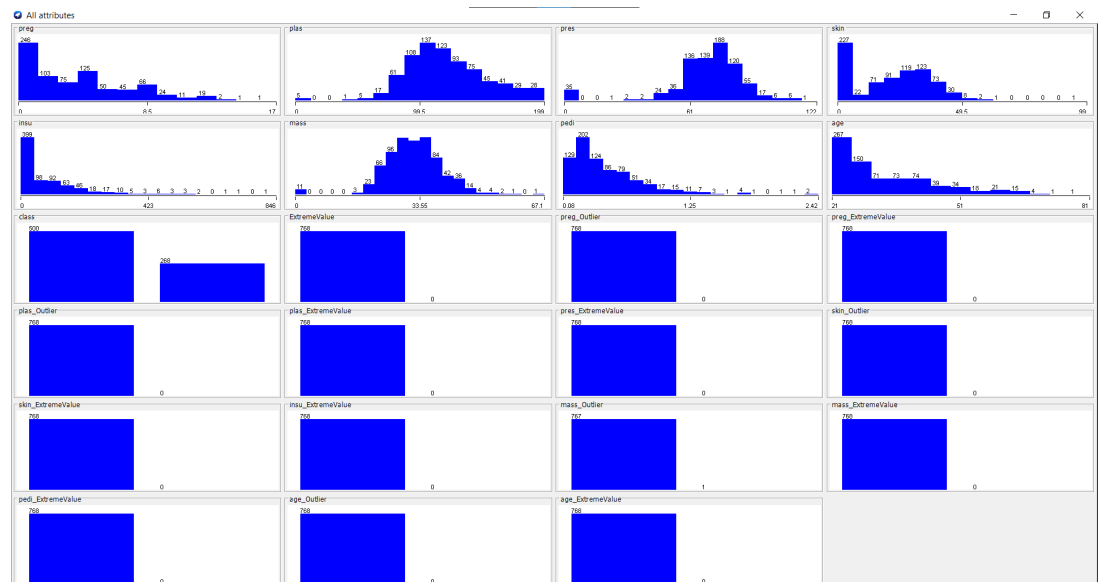 All attributes
preg plas pres skin
246 103 75 125 50 45 66 24 11 19 2 1 1
0 8.5 17
5 0 0 1 5 17 61 108 137 123 93 75 45 41 29 28
0 99.5 199
35 0 0 1 2 2 24 36 136 139 188 120 55 17 6 6 1
0 61 122
227 22 71 91 119 123 73 30 8 2 1 0 0 0 0 1
0 49.5 99
insu mass pedi age
399 98 92 63 46 18 17 10 5 3 6 3 3 2 0 1 1 0 1
0 423 846
11 0 0 0 0 3 23 66 96 84 42 36 14 4 4 2 1 0 1
0 33.55 67.1
129 202 124 86 79 51 34 17 15 11 7 3 1 4 1 0 1 1 2
0.08 1.25 2.42
267 150 71 73 74 39 34 18 21 15 4 1 1
21 51 81
class ExtremeValue preg_Outlier preg_ExtremeValue
500 268
768 0
768 0
768 0
plas_Outlier plas_ExtremeValue pres_ExtremeValue skin_Outlier
768 0
768 0
768 0
768 0
skin_ExtremeValue insu_ExtremeValue mass_Outlier mass_ExtremeValue
768 0
768 0
767 1
768 0
pedi_ExtremeValue age_Outlier age_ExtremeValue
768 0
768 0
768 0